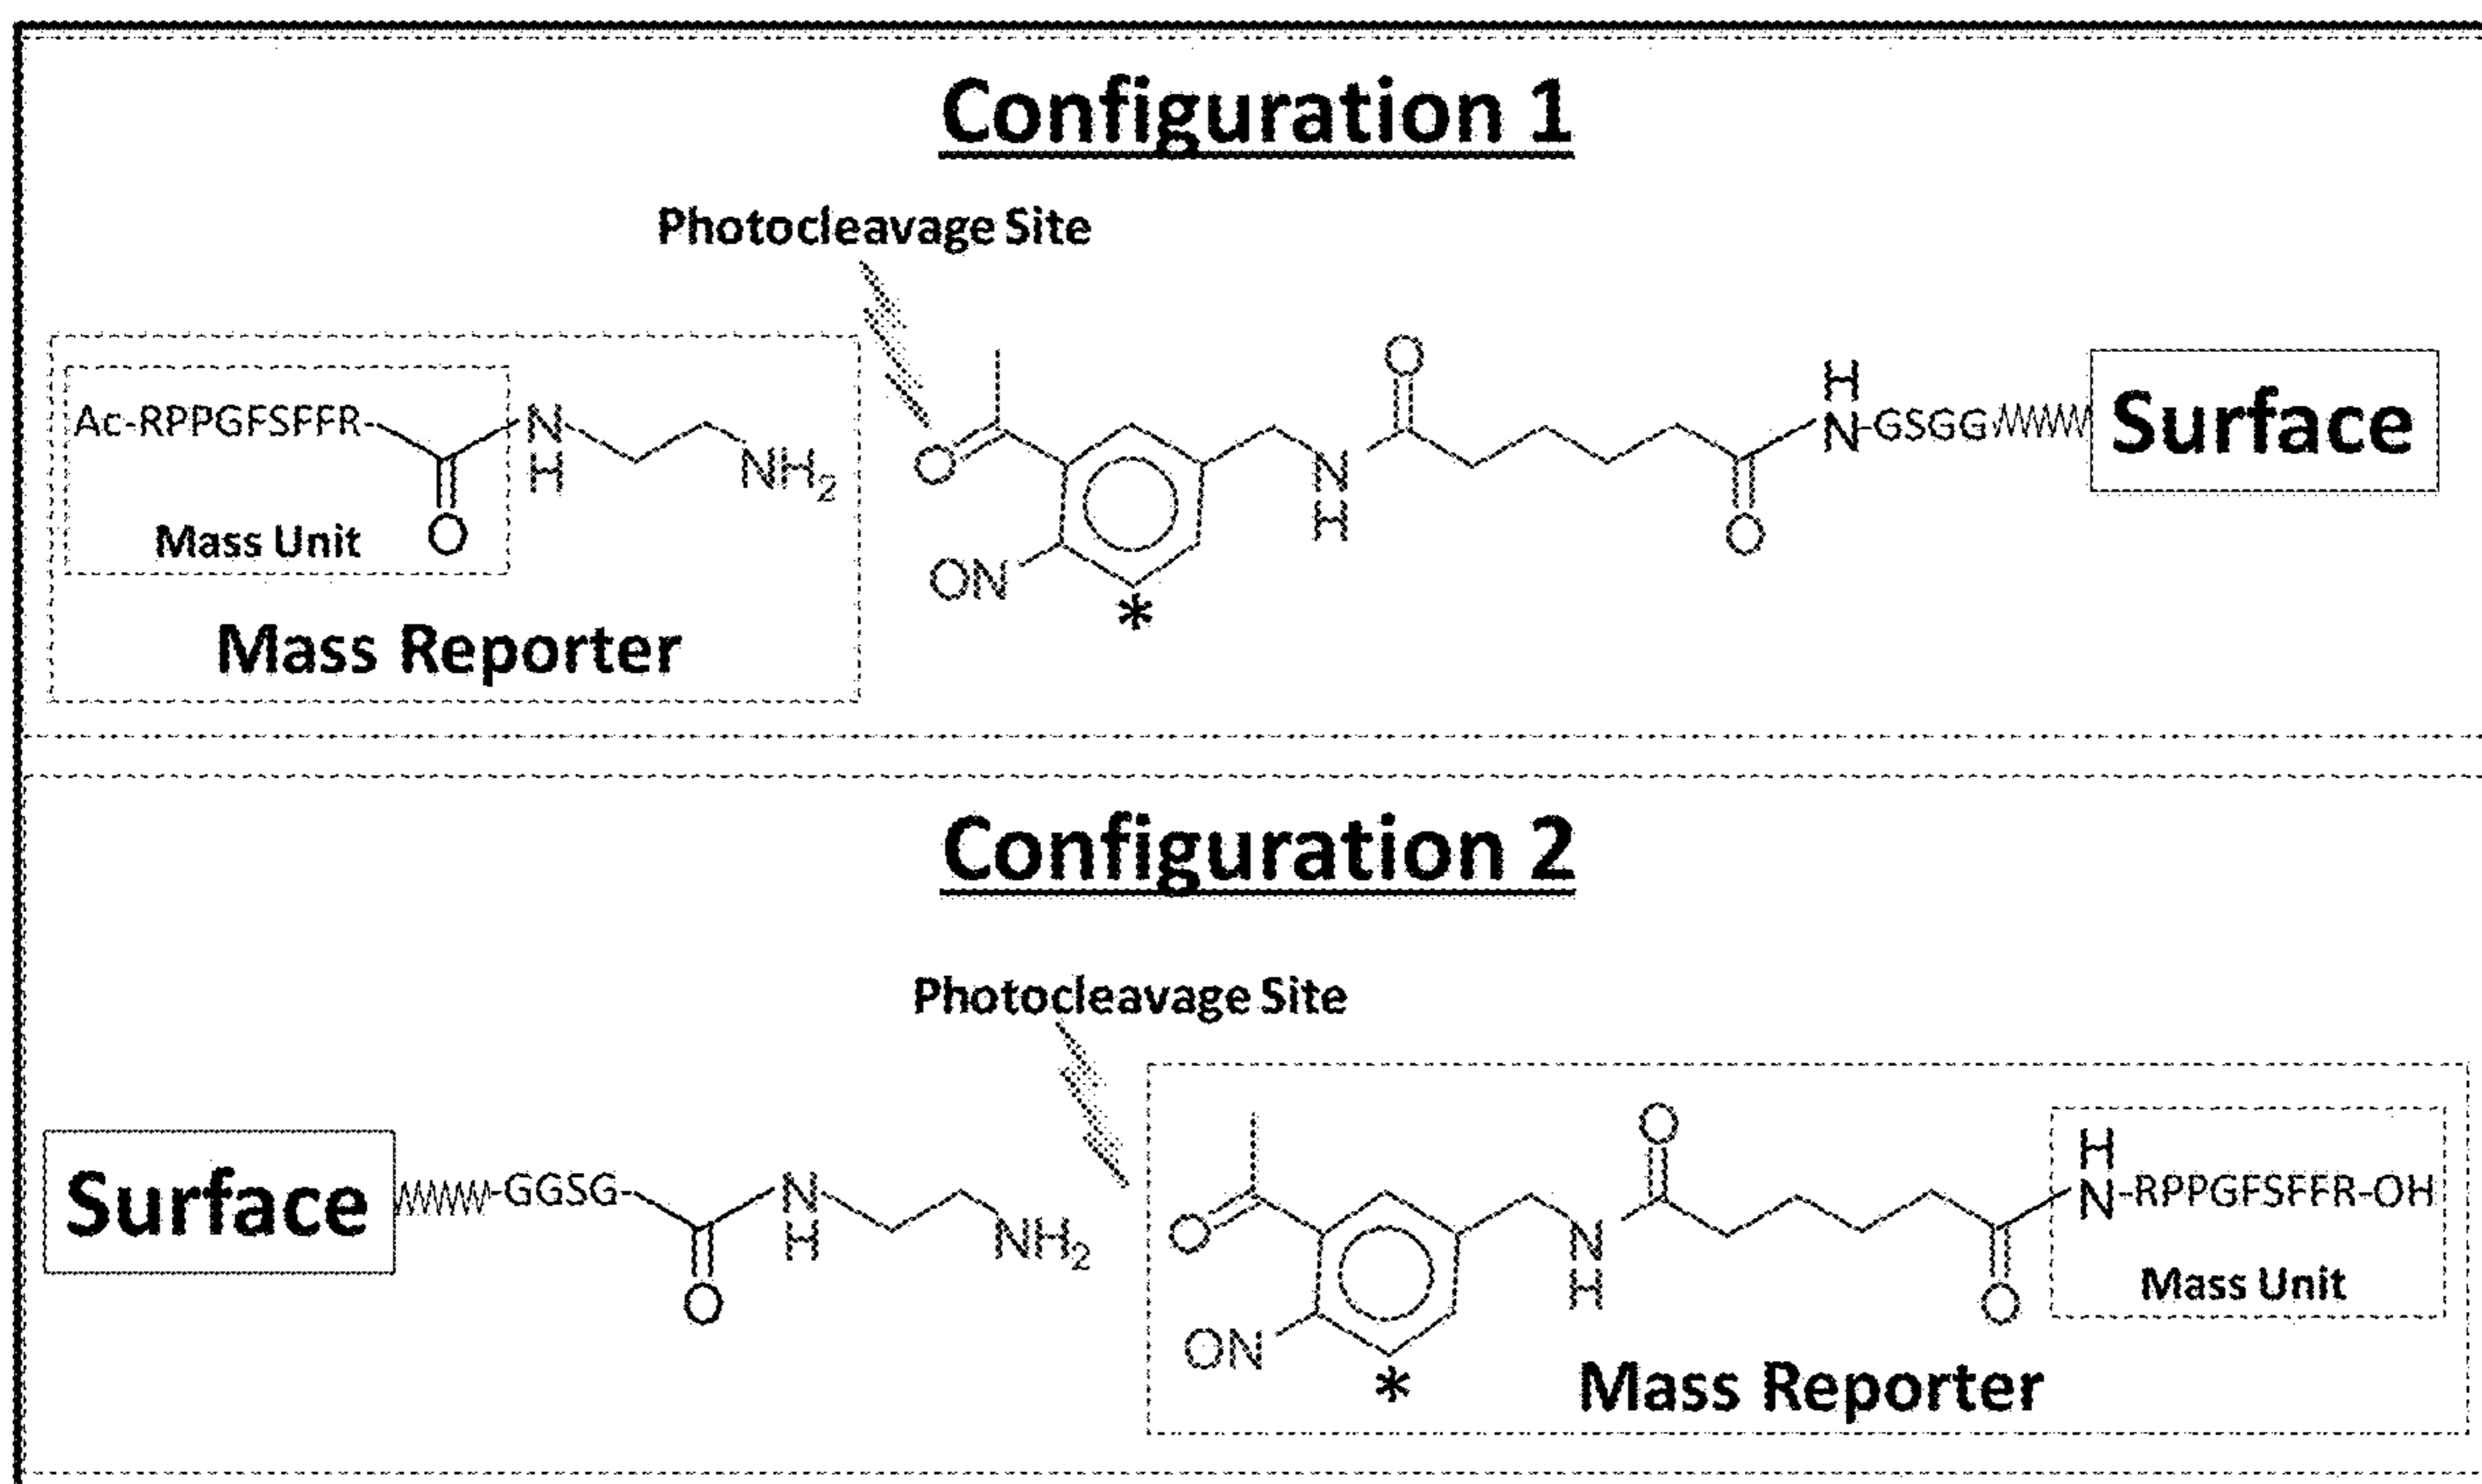 Configuration 1
Photocleavage Site
O
H
Ac-RPPGFSFFR-
N
H
NH2
O
N
H
N-GSGG
Surface
Mass Unit
O
ON
*
O
Mass Reporter
Configuration 2
Photocleavage Site
O
H
Surface
-GGSG-
N
H
NH2
O
N
H
N-RPPGFSFFR-OH
O
ON
*
O
Mass Unit
Mass Reporter